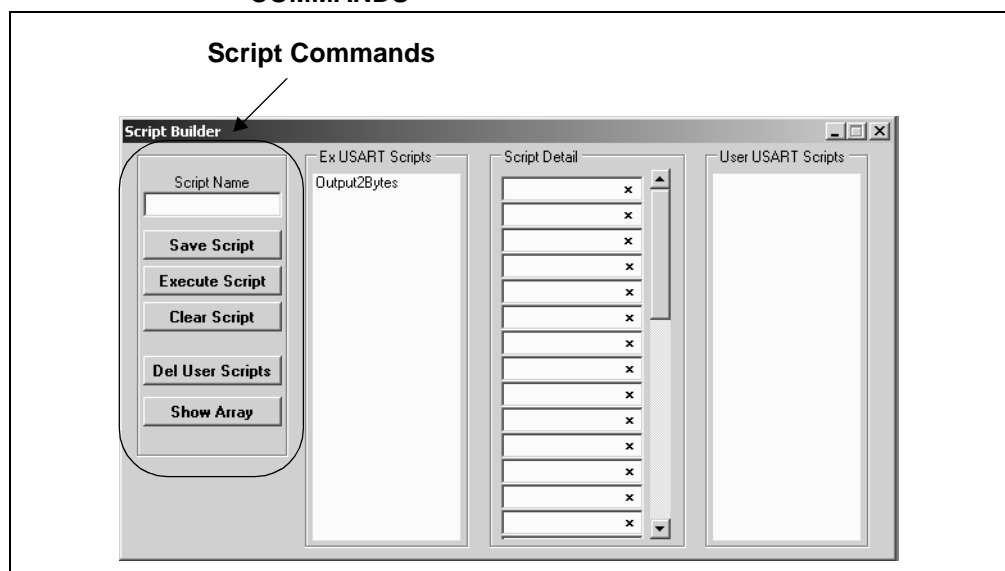 COMMANDS
Script Commands
Script Builder
Script Name
Save Script
Execute Script
Clear Script
Del User Scripts
Show Array
Ex USART Scripts
Output2Bytes
Script Detail
x
x
x
x
x
x
x
x
x
x
x
x
x
x
User USART Scripts